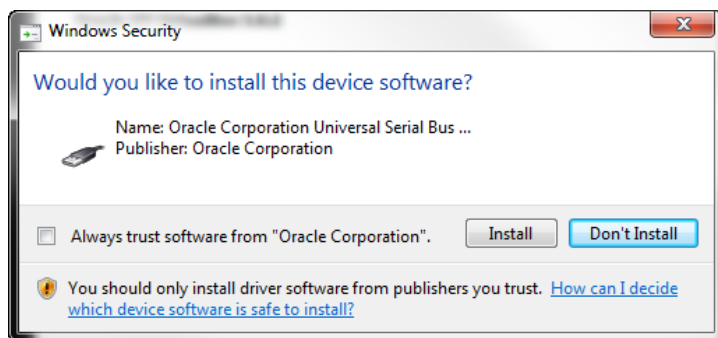 Windows Security
Would you like to install this device software?
Name: Oracle Corporation Universal Serial Bus ...
Publisher: Oracle Corporation
Always trust software from "Oracle Corporation".
Install
Don't Install
You should only install driver software from publishers you trust. How can I decide
which device software is safe to install?